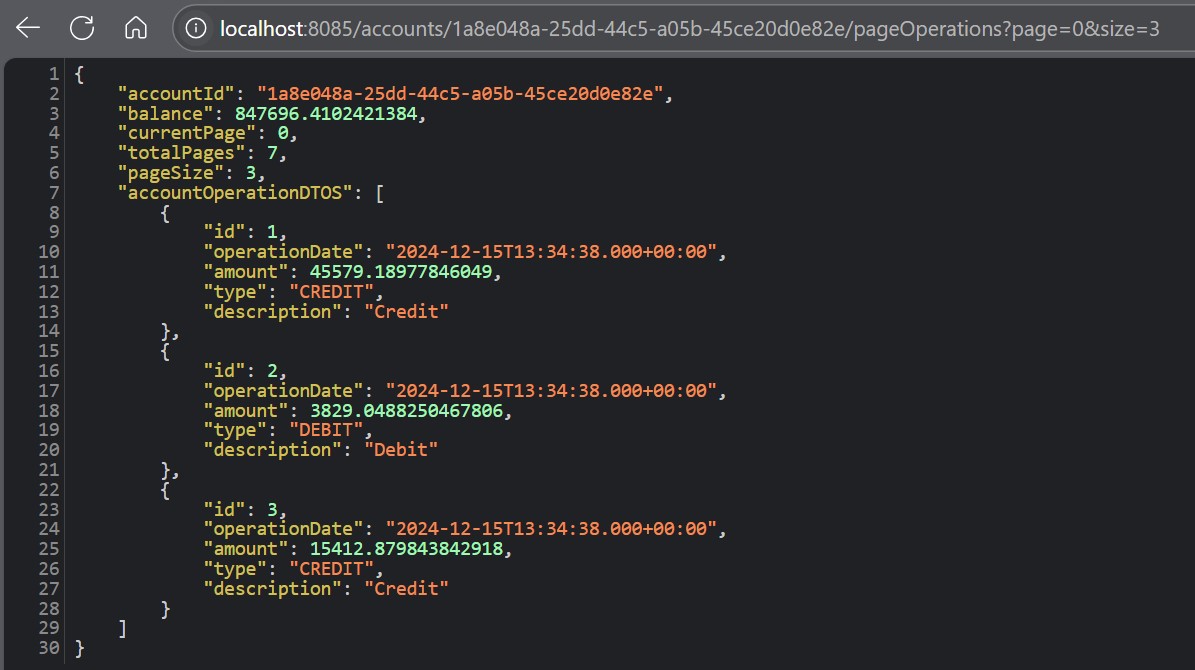 localhost:8085/accounts/1a8e048a-25dd-44c5-a05b-45ce20d0e82e/pageOperations?page=0&size=3
1 {
2     "accountId": "1a8e048a-25dd-44c5-a05b-45ce20d0e82e",
3     "balance": 847696.4102421384,
4     "currentPage": 0,
5     "totalPages": 7,
6     "pageSize": 3,
7     "accountOperationDTOS": [
8         {
9             "id": 1,
10             "operationDate": "2024-12-15T13:34:38.000+00:00",
11             "amount": 45579.18977846049,
12             "type": "CREDIT",
13             "description": "Credit"
14         },
15         {
16             "id": 2,
17             "operationDate": "2024-12-15T13:34:38.000+00:00",
18             "amount": 3829.0488250467806,
19             "type": "DEBIT",
20             "description": "Debit"
21         },
22         {
23             "id": 3,
24             "operationDate": "2024-12-15T13:34:38.000+00:00",
25             "amount": 15412.879843842918,
26             "type": "CREDIT",
27             "description": "Credit"
28         }
29     ]
30 }